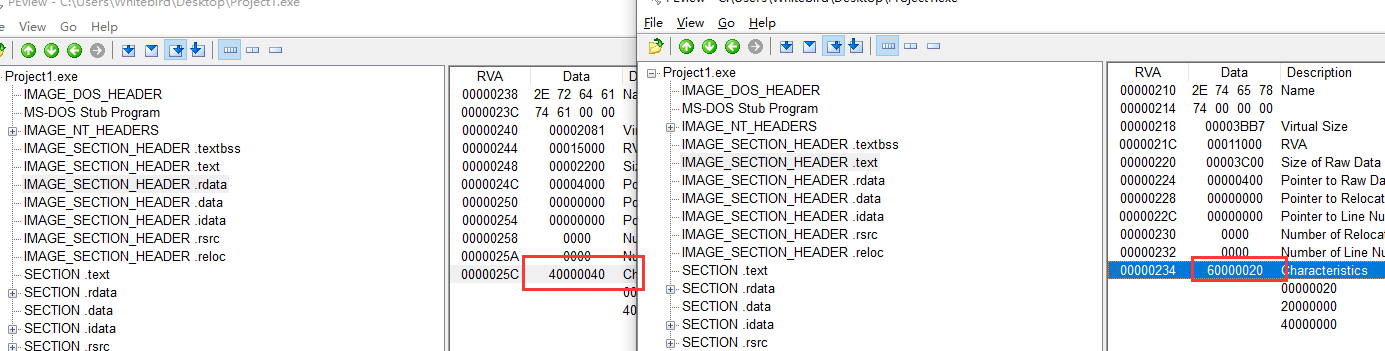 PEview - C:\Users\Whitebird\Desktop\Project1.exe
View Go Help
Project1.exe
IMAGE_DOS_HEADER
MS-DOS Stub Program
IMAGE_NT_HEADERS
IMAGE_SECTION_HEADER .textbss
IMAGE_SECTION_HEADER .text
IMAGE_SECTION_HEADER .rdata
IMAGE_SECTION_HEADER .data
IMAGE_SECTION_HEADER .idata
IMAGE_SECTION_HEADER .rsrc
IMAGE_SECTION_HEADER .reloc
SECTION .text
SECTION .rdata
SECTION .data
SECTION .idata
SECTION .rsrc
RVA Data D
00000238 2E 72 64 61 Na
0000023C 74 61 00 00
00000240 00002081 Vir
00000244 00015000 RV
00000248 00002200 Siz
0000024C 00004000 Po
00000250 00000000 Po
00000254 00000000 Po
00000258 0000 Nu
0000025A 0000 Nu
0000025C 40000040 Ch
00
40
File View Go Help
Project1.exe
IMAGE_DOS_HEADER
MS-DOS Stub Program
IMAGE_NT_HEADERS
IMAGE_SECTION_HEADER .textbss
IMAGE_SECTION_HEADER .text
IMAGE_SECTION_HEADER .rdata
IMAGE_SECTION_HEADER .data
IMAGE_SECTION_HEADER .idata
IMAGE_SECTION_HEADER .rsrc
IMAGE_SECTION_HEADER .reloc
SECTION .text
SECTION .rdata
SECTION .data
SECTION .idata
SECTION .rsrc
RVA Data Description
00000210 2E 74 65 78 Name
00000214 74 00 00 00
00000218 00003BB7 Virtual Size
0000021C 00011000 RVA
00000220 00003C00 Size of Raw Data
00000224 00000400 Pointer to Raw Da
00000228 00000000 Pointer to Relocat
0000022C 00000000 Pointer to Line Nu
00000230 0000 Number of Relocat
00000232 0000 Number of Line Nu
00000234 60000020 Characteristics
00000020
20000000
40000000